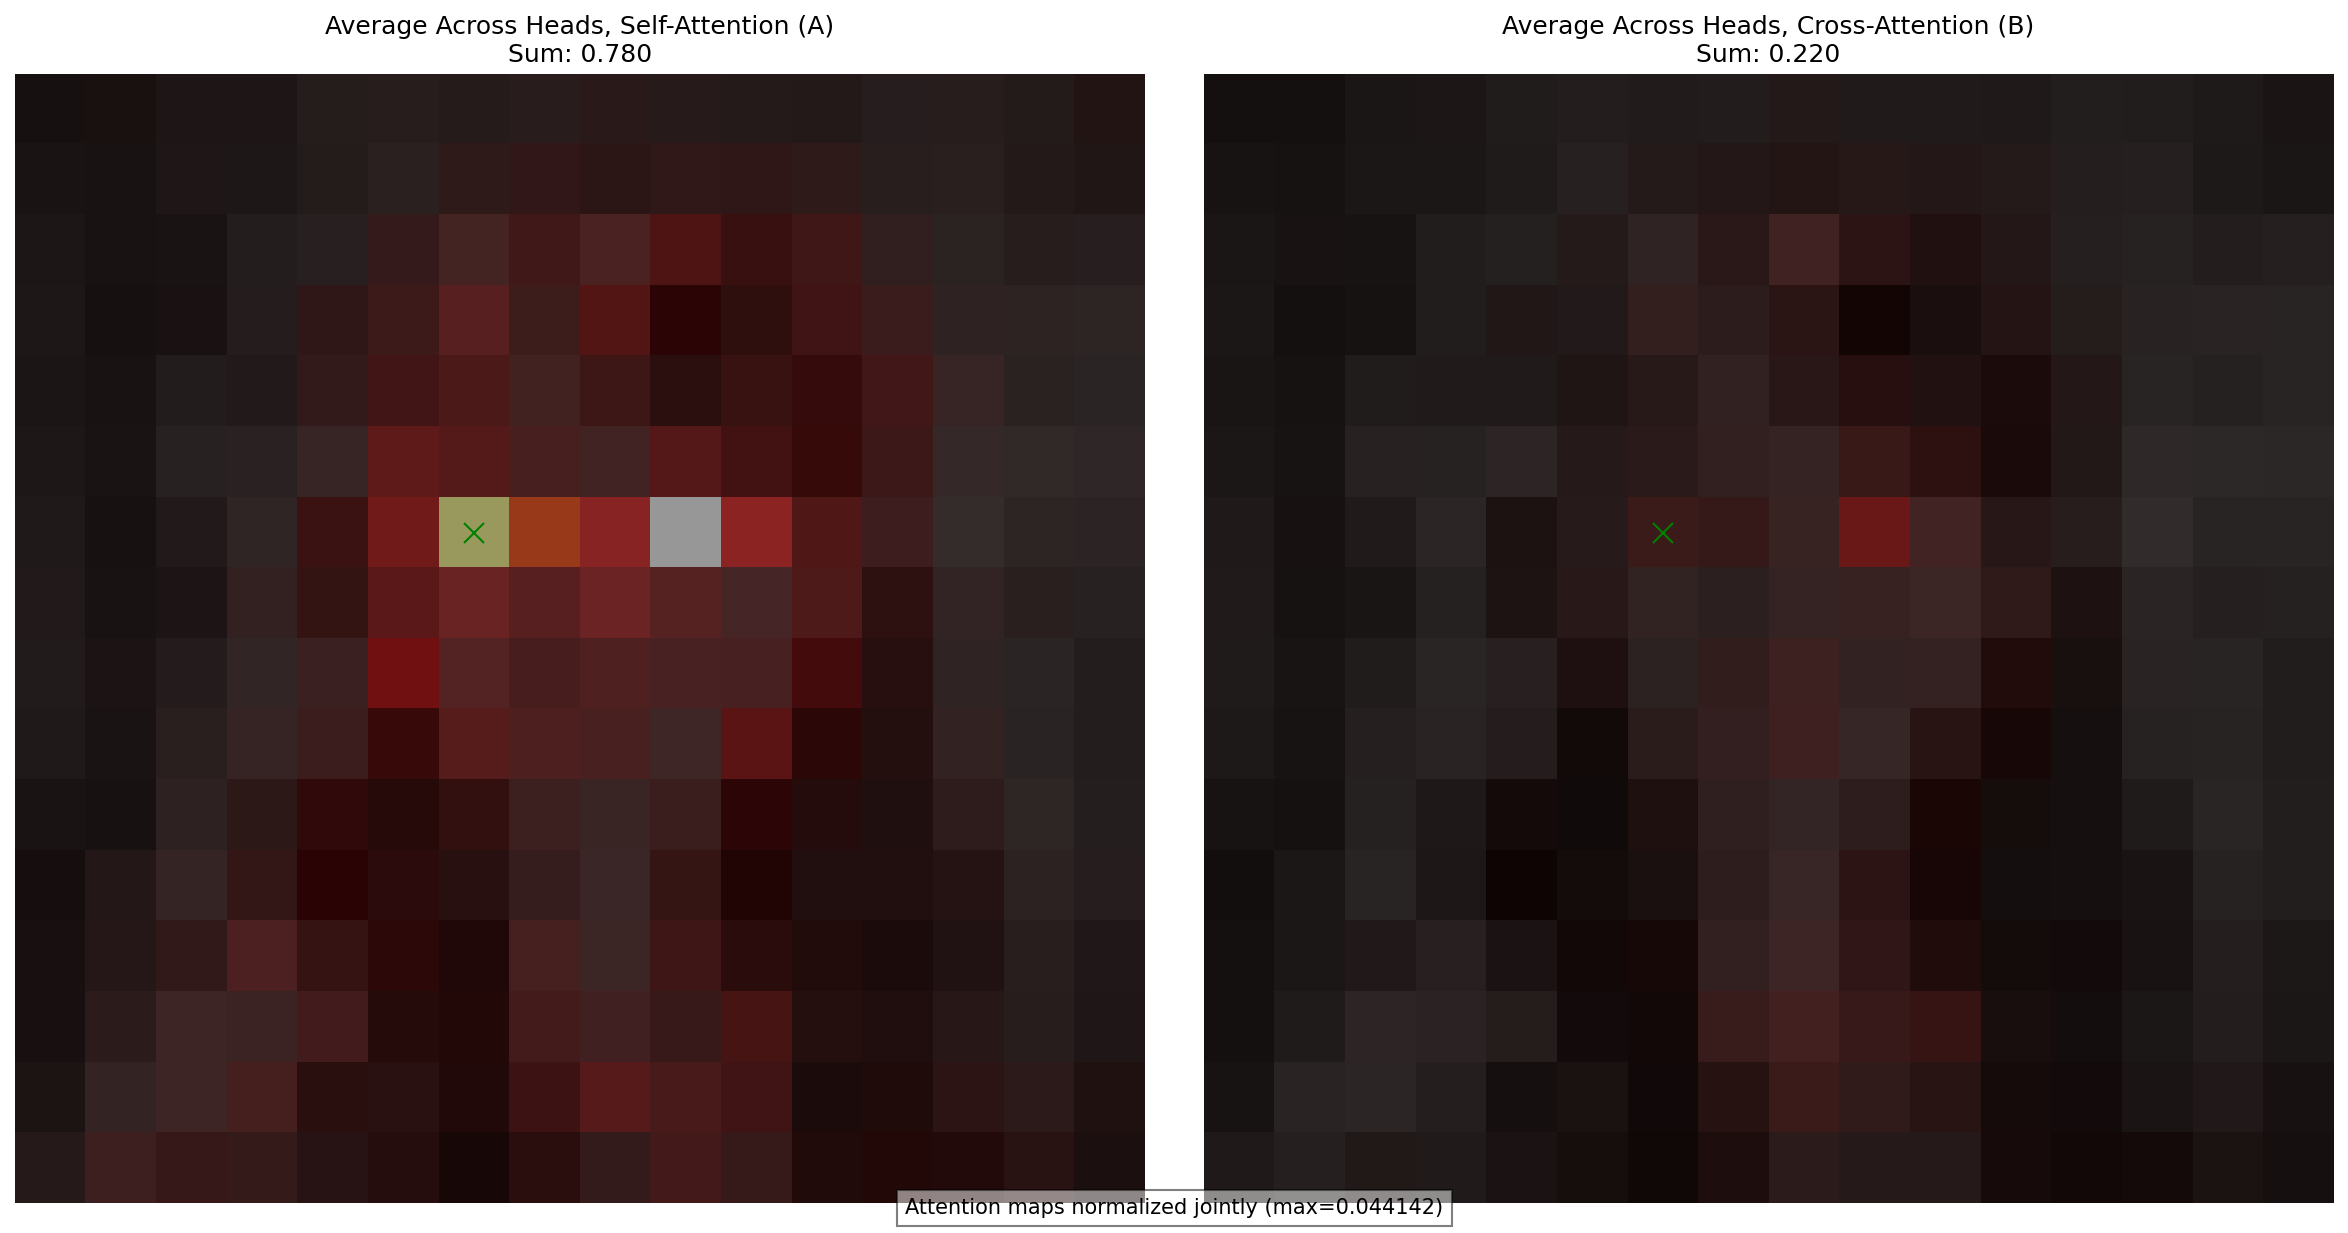 Average Across Heads, Self-Attention (A)
Sum: 0.780
Average Across Heads, Cross-Attention (B)
Sum: 0.220
Attention maps normalized jointly (max=0.044142)